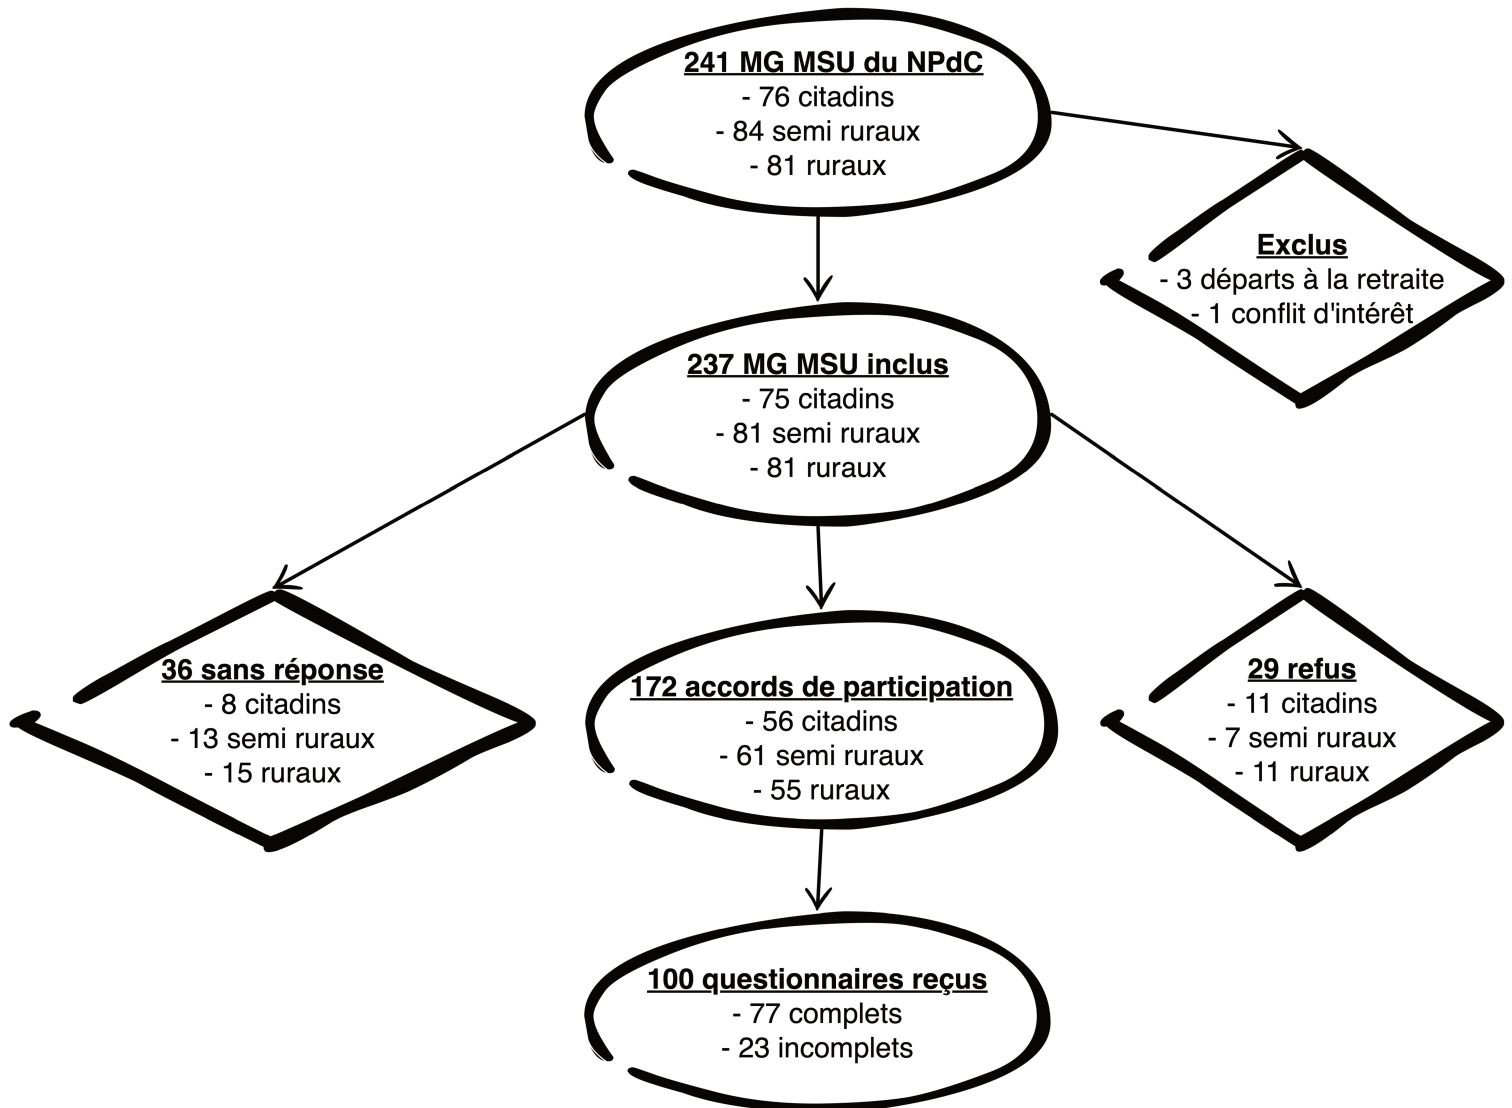 241 MG MSU du NPdC
- 76 citadins
- 84 semi ruraux
- 81 ruraux
Exclus
- 3 départs à la retraite
- 1 conflit d'intérêt
237 MG MSU inclus
- 75 citadins
- 81 semi ruraux
- 81 ruraux
36 sans réponse
- 8 citadins
- 13 semi ruraux
- 15 ruraux
172 accords de participation
- 56 citadins
- 61 semi ruraux
- 55 ruraux
29 refus
- 11 citadins
- 7 semi ruraux
- 11 ruraux
100 questionnaires reçus
- 77 complets
- 23 incomplets